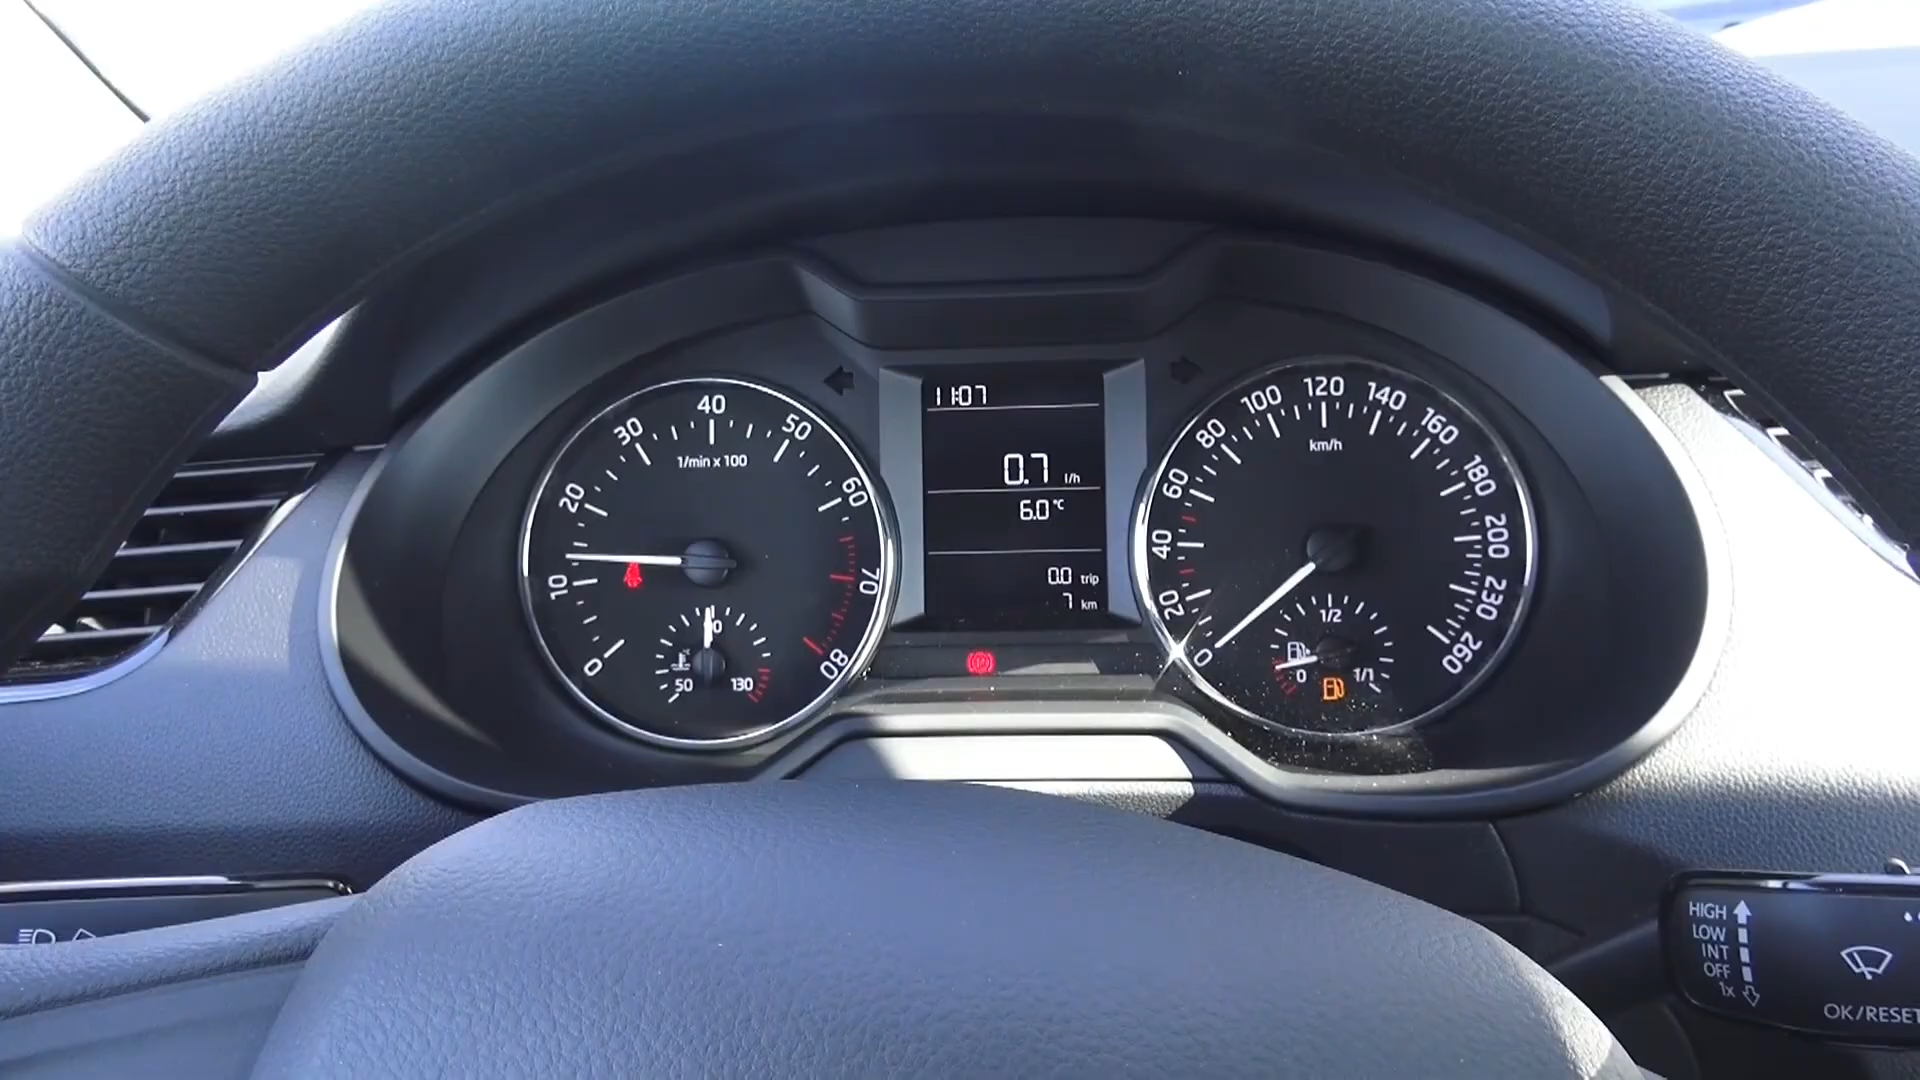 11:07
0.7 l/h
6.0°C
0.0 trip
7 km
0
10
20
30
40
50
60
70
80
1/min x 100
50
90
130
0
20
40
60
80
100
120
140
160
180
200
230
260
km/h
0
1/2
1/1
HIGH
LOW
INT
OFF
1x
OK/RESET